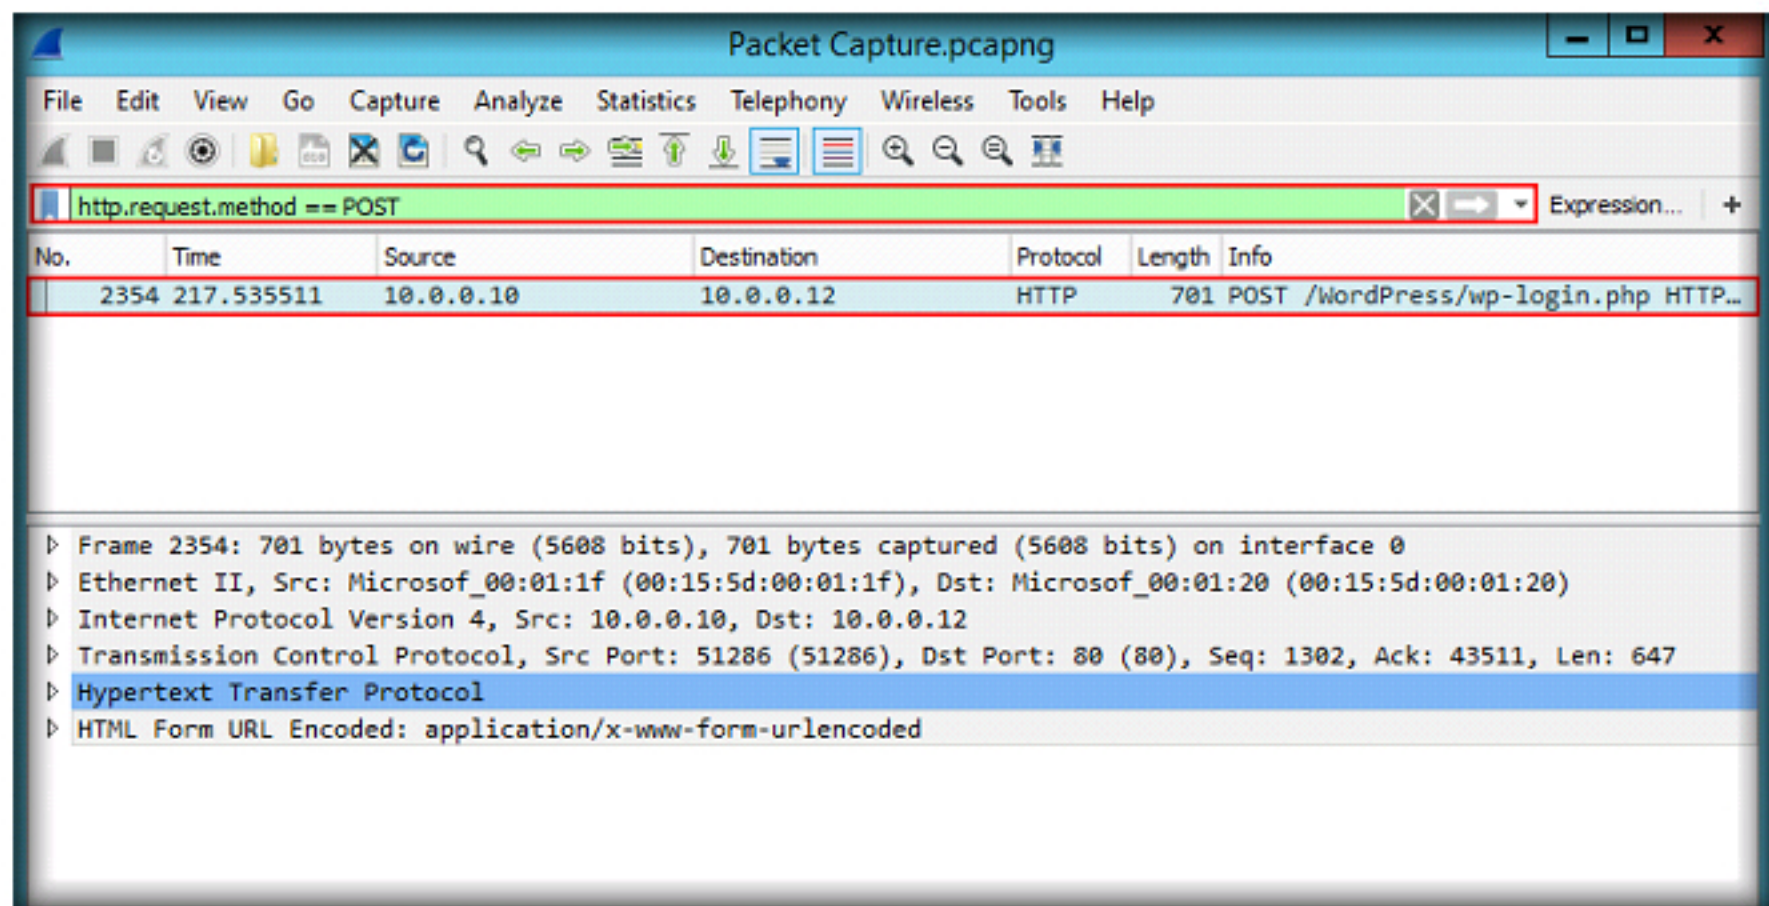 Packet Capture.pcapng
File Edit View Go Capture Analyze Statistics Telephony Wireless Tools Help
http.request.method == POST Expression... +
No. Time Source Destination Protocol Length Info
2354 217.535511 10.0.0.10 10.0.0.12 HTTP 701 POST /WordPress/wp-login.php HTTP…
Frame 2354: 701 bytes on wire (5608 bits), 701 bytes captured (5608 bits) on interface 0
Ethernet II, Src: Microsof_00:01:1f (00:15:5d:00:01:1f), Dst: Microsof_00:01:20 (00:15:5d:00:01:20)
Internet Protocol Version 4, Src: 10.0.0.10, Dst: 10.0.0.12
Transmission Control Protocol, Src Port: 51286 (51286), Dst Port: 80 (80), Seq: 1302, Ack: 43511, Len: 647
Hypertext Transfer Protocol
HTML Form URL Encoded: application/x-www-form-urlencoded